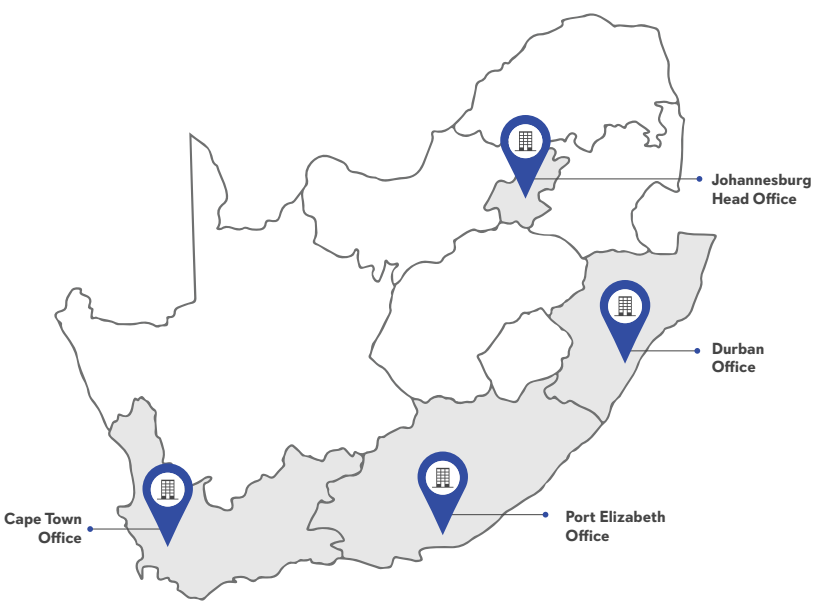 Johannesburg
Head Office
Durban
Office
Cape Town
Office
Port Elizabeth
Office